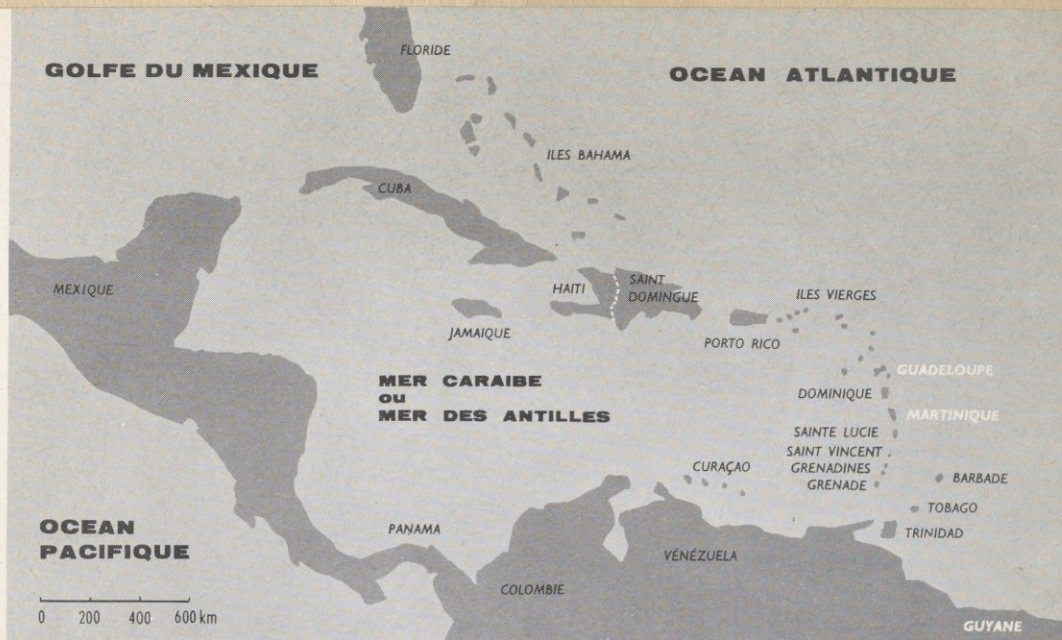 FLORIDE
GOLFE DU MEXIQUE
OCEAN ATLANTIQUE
ILES BAHAMA
CUBA
MEXIQUE
HAITI
SAINT
DOMINGUE
ILES VIERGES
JAMAIQUE
PORTO RICO
GUADELOUPE
MER CARAIBE
ou
MER DES ANTILLES
DOMINIQUE
MARTINIQUE
SAINTE LUCIE
SAINT VINCENT
GRENADINES
GRENADE
CURAÇAO
BARBADE
TOBAGO
TRINIDAD
OCEAN
PACIFIQUE
PANAMA
VÉNÉZUELA
COLOMBIE
0 200 400 600 km
GUYANE